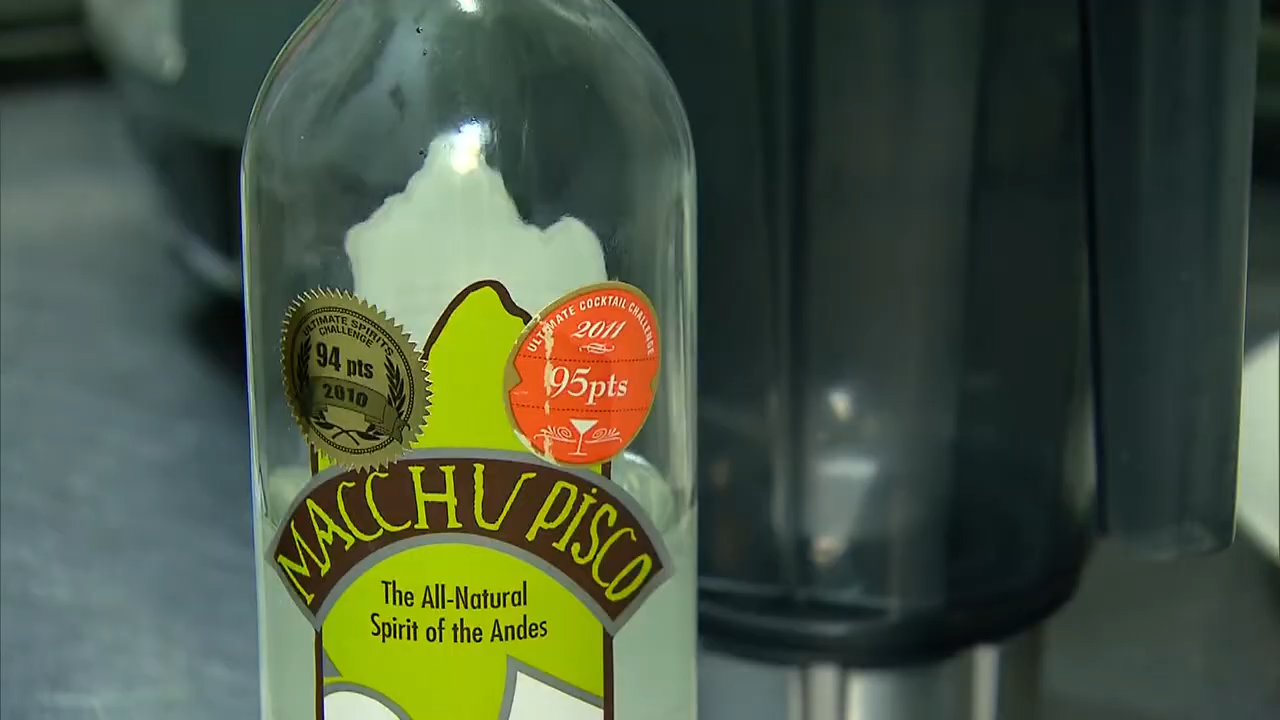 ULTIMATE SPIRITS
CHALLENGE
94 pts
2010
ULTIMATE COCKTAIL CHALLENGE
2011
95pts
MACCHU PISCO
The All-Natural
Spirit of the Andes